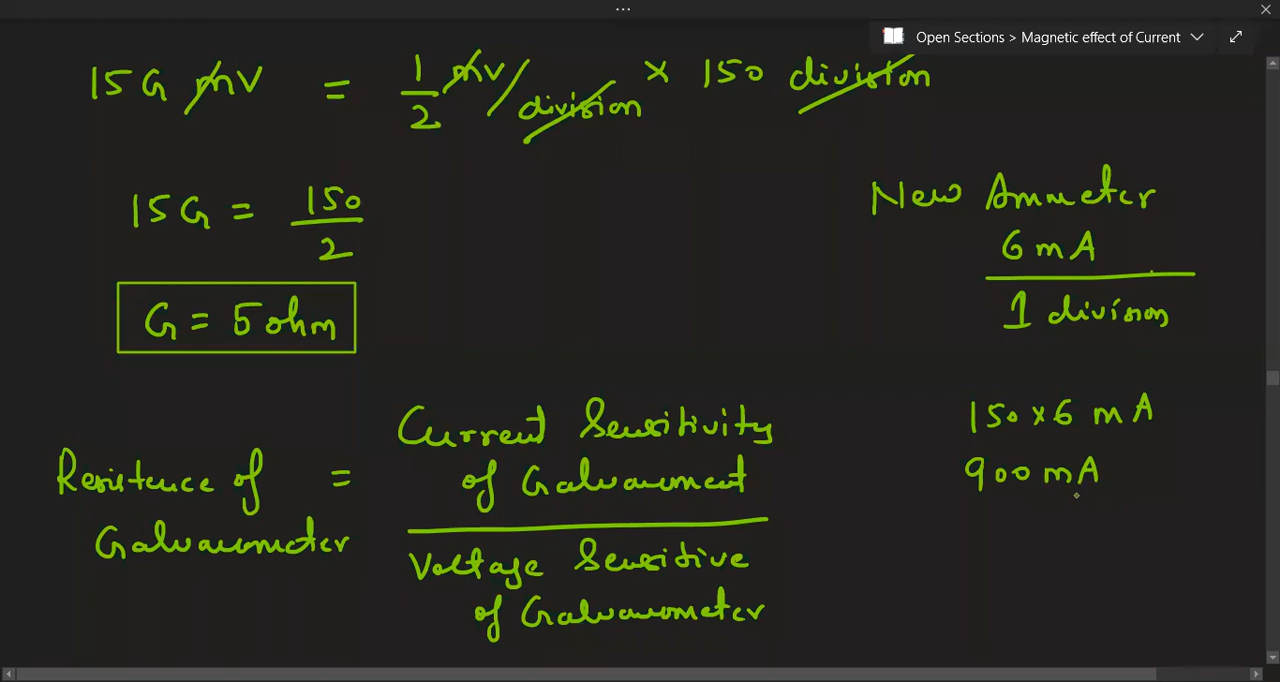 Open Sections > Magnetic effect of Current
15G mV = 1/2 mV/division × 150 division
15G = 150/2
G = 5 ohm
New Ammeter
6 mA
1 division
Resistence of Galvanometer = Current Sensitivity of Galvanument / Voltage Sensitive of Galvanometer
150 × 6 mA
900 mA